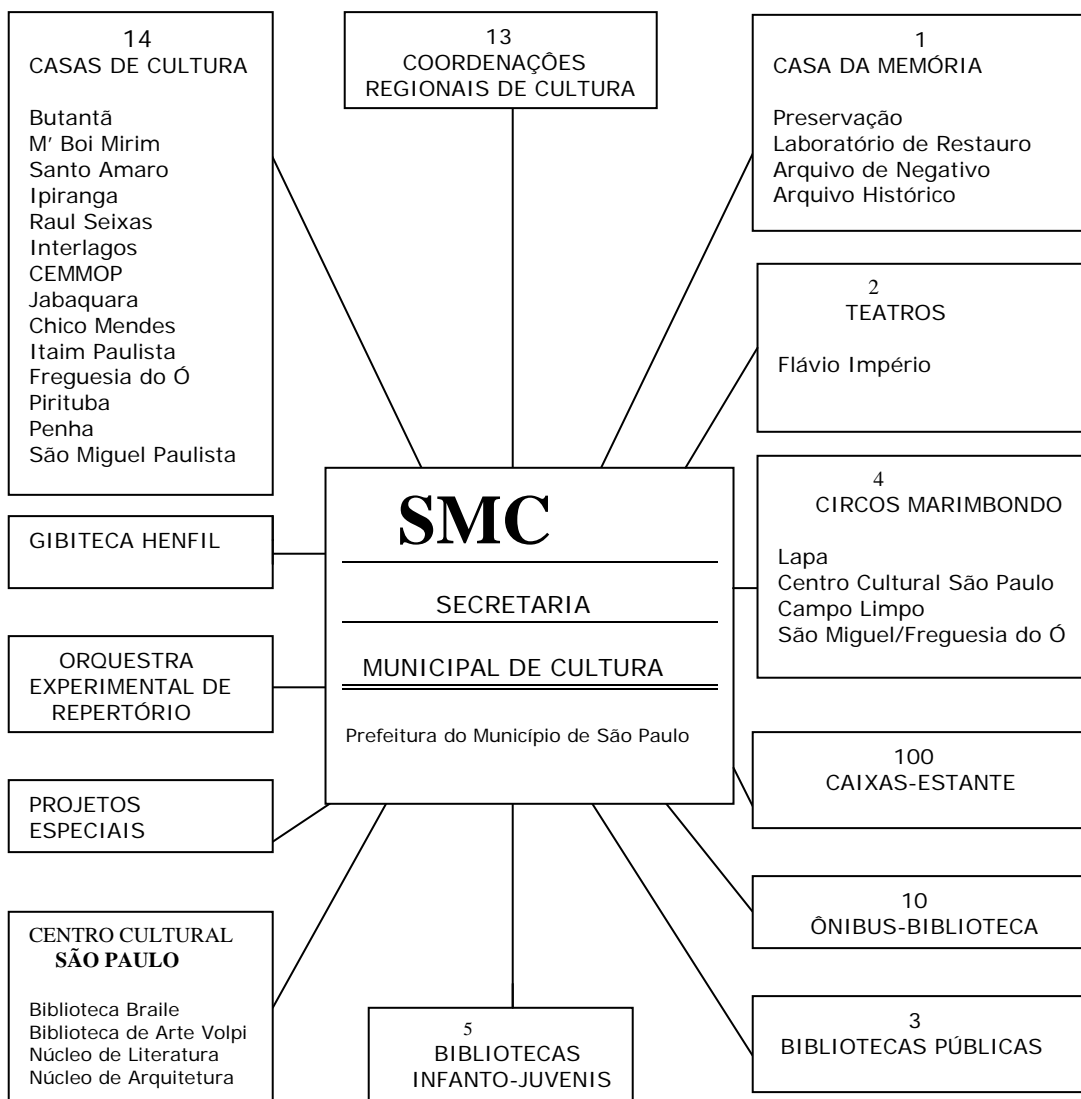 14
CASAS DE CULTURA
Butantã
M' Boi Mirim
Santo Amaro
Ipiranga
Raul Seixas
Interlagos
CEMMOP
Jabaquara
Chico Mendes
Itaim Paulista
Freguesia do Ó
Pirituba
Penha
São Miguel Paulista
13
COORDENAÇÔES
REGIONAIS DE CULTURA
1
CASA DA MEMÓRIA
Preservação
Laboratório de Restauro
Arquivo de Negativo
Arquivo Histórico
2
TEATROS
Flávio Império
GIBITECA HENFIL
SMC
SECRETARIA
MUNICIPAL DE CULTURA
Prefeitura do Município de São Paulo
4
CIRCOS MARIMBONDO
Lapa
Centro Cultural São Paulo
Campo Limpo
São Miguel/Freguesia do Ó
ORQUESTRA
EXPERIMENTAL DE
REPERTÓRIO
PROJETOS
ESPECIAIS
100
CAIXAS-ESTANTE
10
ÔNIBUS-BIBLIOTECA
CENTRO CULTURAL
SÃO PAULO
Biblioteca Braile
Biblioteca de Arte Volpi
Núcleo de Literatura
Núcleo de Arquitetura
5
BIBLIOTECAS
INFANTO-JUVENIS
3
BIBLIOTECAS PÚBLICAS